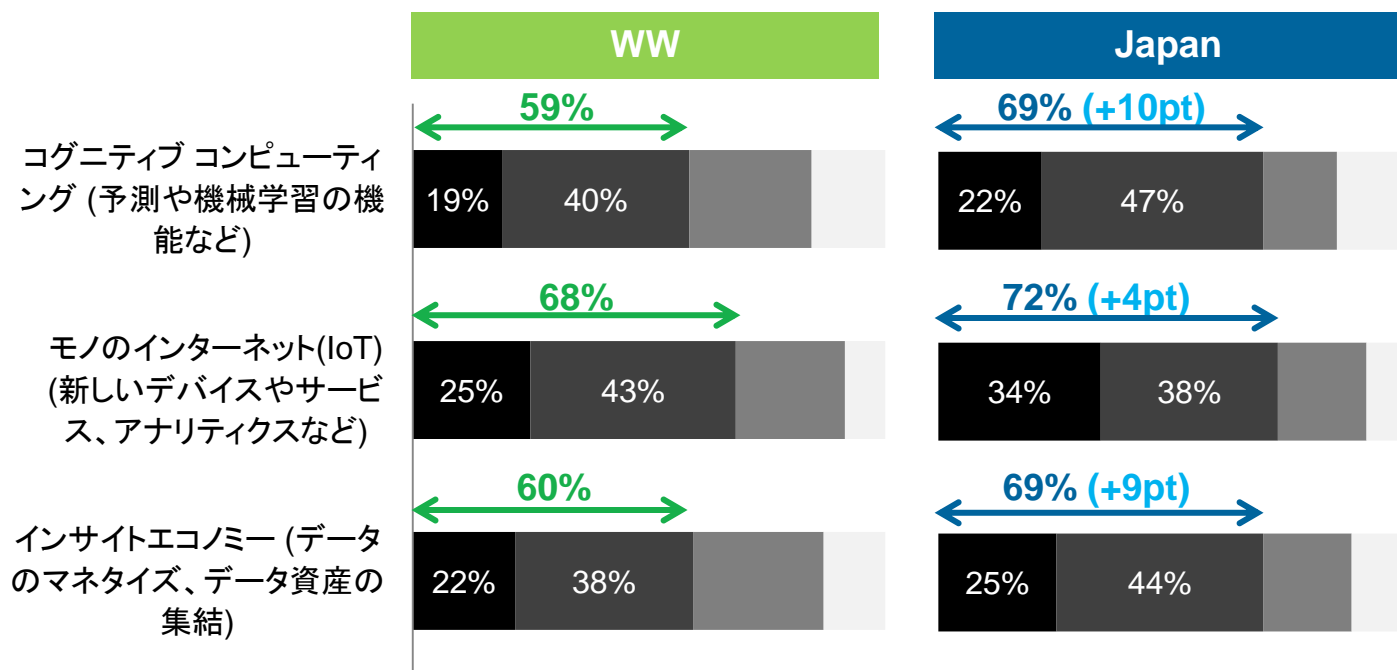 WW
Japan
59%
69% (+10pt)
コグニティブ コンピューティ
ング (予測や機械学習の機
能など)
19%
40%
22%
47%
68%
72% (+4pt)
モノのインターネット(IoT)
(新しいデバイスやサービ
ス、アナリティクスなど)
25%
43%
34%
38%
60%
69% (+9pt)
インサイトエコノミー (データ
のマネタイズ、データ資産の
集結)
22%
38%
25%
44%